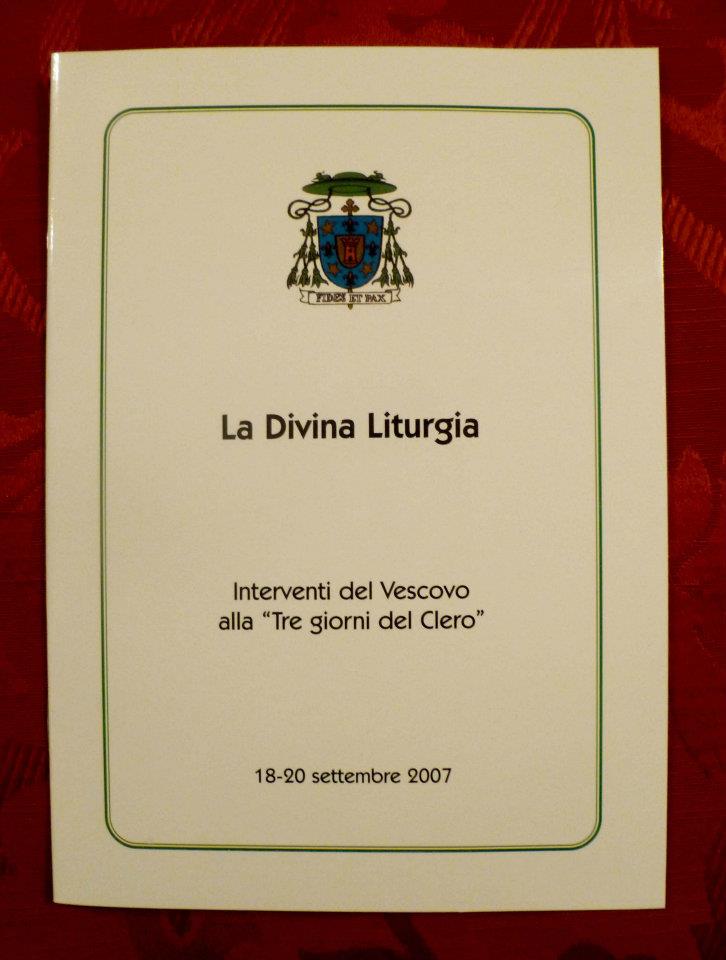 FIDES ET PAX
La Divina Liturgia
Interventi del Vescovo
alla “Tre giorni del Clero”
18-20 settembre 2007